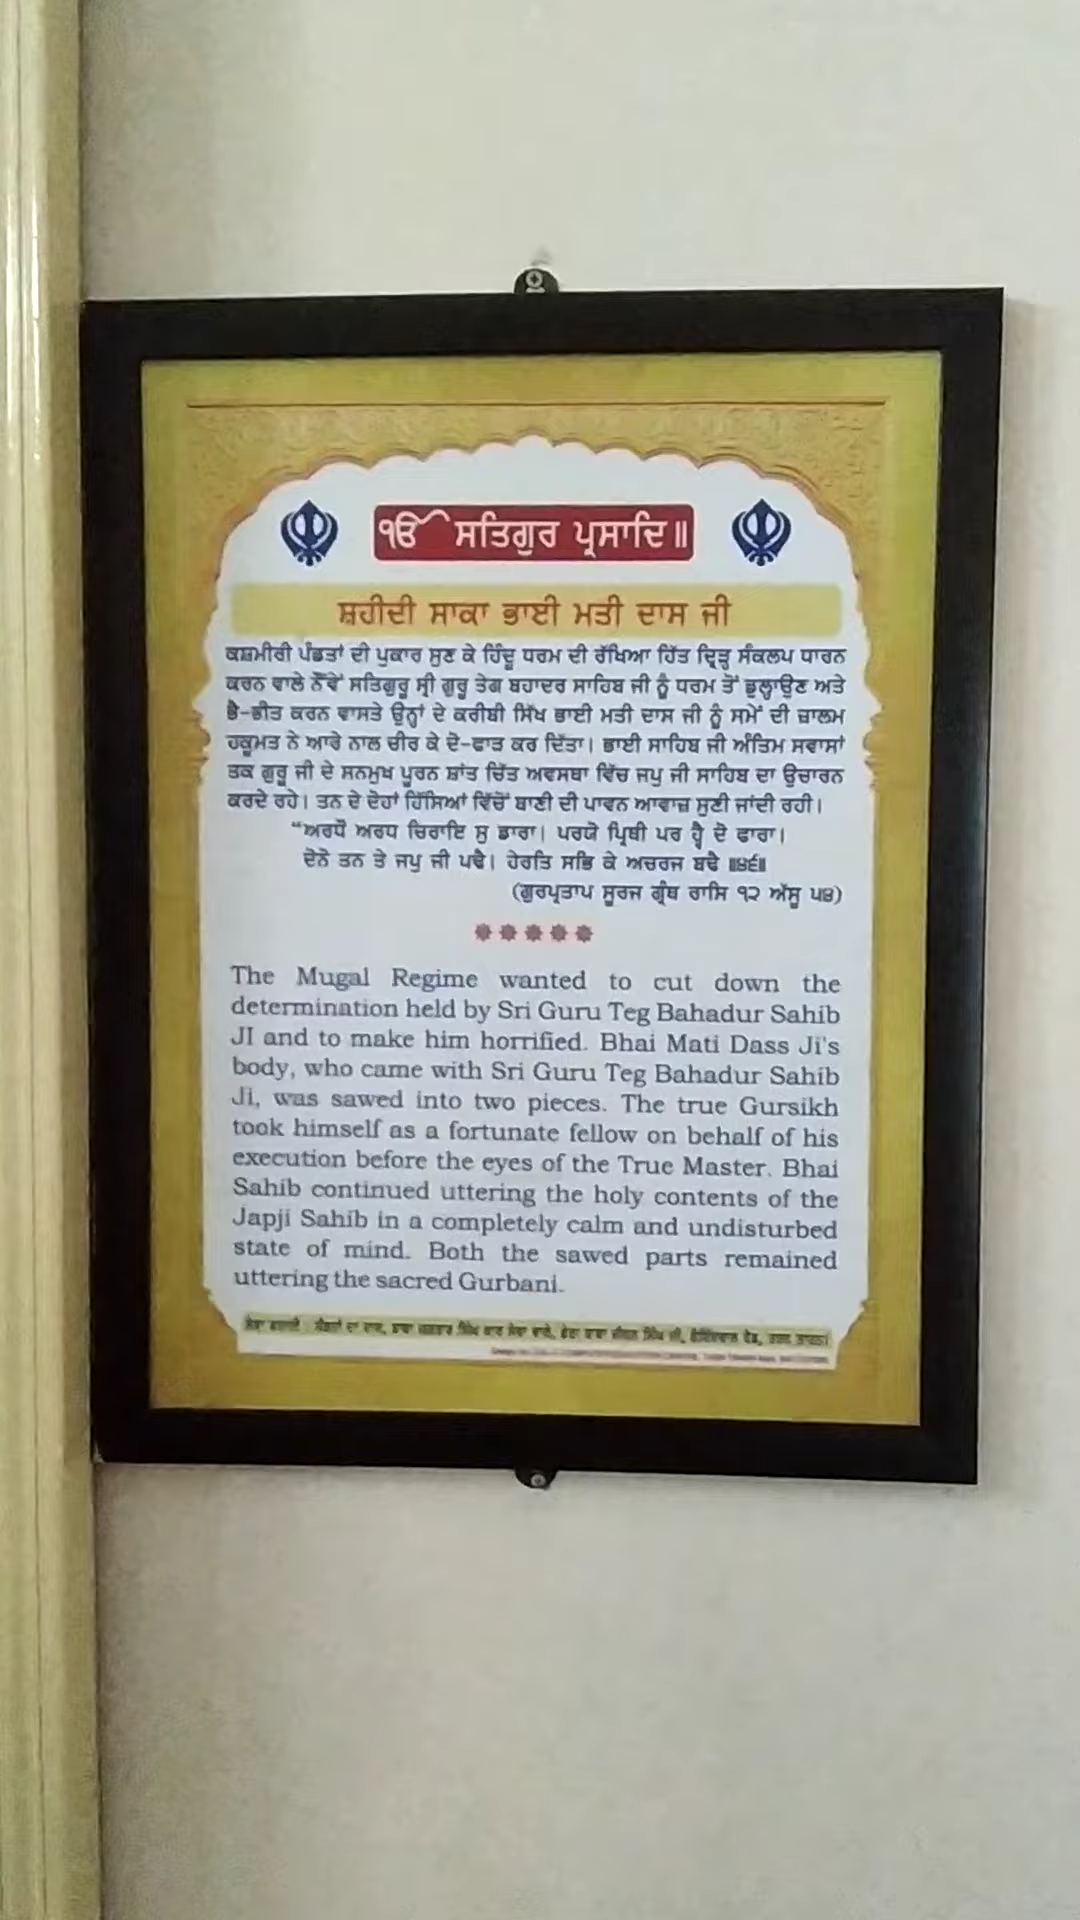 ੴ ਸਤਿਗੁਰ ਪ੍ਰਸਾਦਿ॥
ਸ਼ਹੀਦੀ ਸਾਕਾ ਭਾਈ ਮਤੀ ਦਾਸ ਜੀ
ਕਸ਼ਮੀਰੀ ਪੰਡਤਾਂ ਦੀ ਪੁਕਾਰ ਸੁਣ ਕੇ ਹਿੰਦੂ ਧਰਮ ਦੀ ਰੱਖਿਆ ਹਿੱਤ ਦ੍ਰਿੜ੍ਹ ਸੰਕਲਪ ਧਾਰਨ
ਕਰਨ ਵਾਲੇ ਨੌਵੇਂ ਸਤਿਗੁਰੂ ਸ੍ਰੀ ਗੁਰੂ ਤੇਗ ਬਹਾਦਰ ਸਾਹਿਬ ਜੀ ਨੂੰ ਧਰਮ ਤੋਂ ਡੁਲ੍ਹਾਉਣ ਅਤੇ
ਭੈ-ਭੀਤ ਕਰਨ ਵਾਸਤੇ ਉਨ੍ਹਾਂ ਦੇ ਕਰੀਬੀ ਸਿੱਖ ਭਾਈ ਮਤੀ ਦਾਸ ਜੀ ਨੂੰ ਸਮੇਂ ਦੀ ਜ਼ਾਲਮ
ਹਕੂਮਤ ਨੇ ਆਰੇ ਨਾਲ ਚੀਰ ਕੇ ਦੋ-ਫਾੜ ਕਰ ਦਿੱਤਾ। ਭਾਈ ਸਾਹਿਬ ਜੀ ਅੰਤਿਮ ਸਵਾਸਾਂ
ਤਕ ਗੁਰੂ ਜੀ ਦੇ ਸਨਮੁਖ ਪੂਰਨ ਸ਼ਾਂਤ ਚਿੱਤ ਅਵਸਥਾ ਵਿੱਚ ਜਪੁ ਜੀ ਸਾਹਿਬ ਦਾ ਉਚਾਰਨ
ਕਰਦੇ ਰਹੇ। ਤਨ ਦੇ ਦੋਹਾਂ ਹਿੱਸਿਆਂ ਵਿੱਚੋਂ ਬਾਣੀ ਦੀ ਪਾਵਨ ਆਵਾਜ਼ ਸੁਣੀ ਜਾਂਦੀ ਰਹੀ।
“ਅਰਧੌ ਅਰਧ ਚਿਰਾਇ ਸੁ ਡਾਰਾ। ਪਰਯੋ ਪ੍ਰਿਥੀ ਪਰ ਹ੍ਵੈ ਦੋ ਫਾਰਾ।
ਦੋਨੋ ਤਨ ਤੇ ਜਪੁ ਜੀ ਪਢੈ। ਹੇਰਤਿ ਸਭਿ ਕੇ ਅਚਰਜ ਬਢੈ ॥੪੬॥
(ਗੁਰਪ੍ਰਤਾਪ ਸੂਰਜ ਗ੍ਰੰਥ ਰਾਸਿ ੧੨ ਅੰਸੂ ੫੪)
The Mugal Regime wanted to cut down the
determination held by Sri Guru Teg Bahadur Sahib
JI and to make him horrified. Bhai Mati Dass Ji's
body, who came with Sri Guru Teg Bahadur Sahib
Ji, was sawed into two pieces. The true Gursikh
took himself as a fortunate fellow on behalf of his
execution before the eyes of the True Master. Bhai
Sahib continued uttering the holy contents of the
Japji Sahib in a completely calm and undisturbed
state of mind. Both the sawed parts remained
uttering the sacred Gurbani.